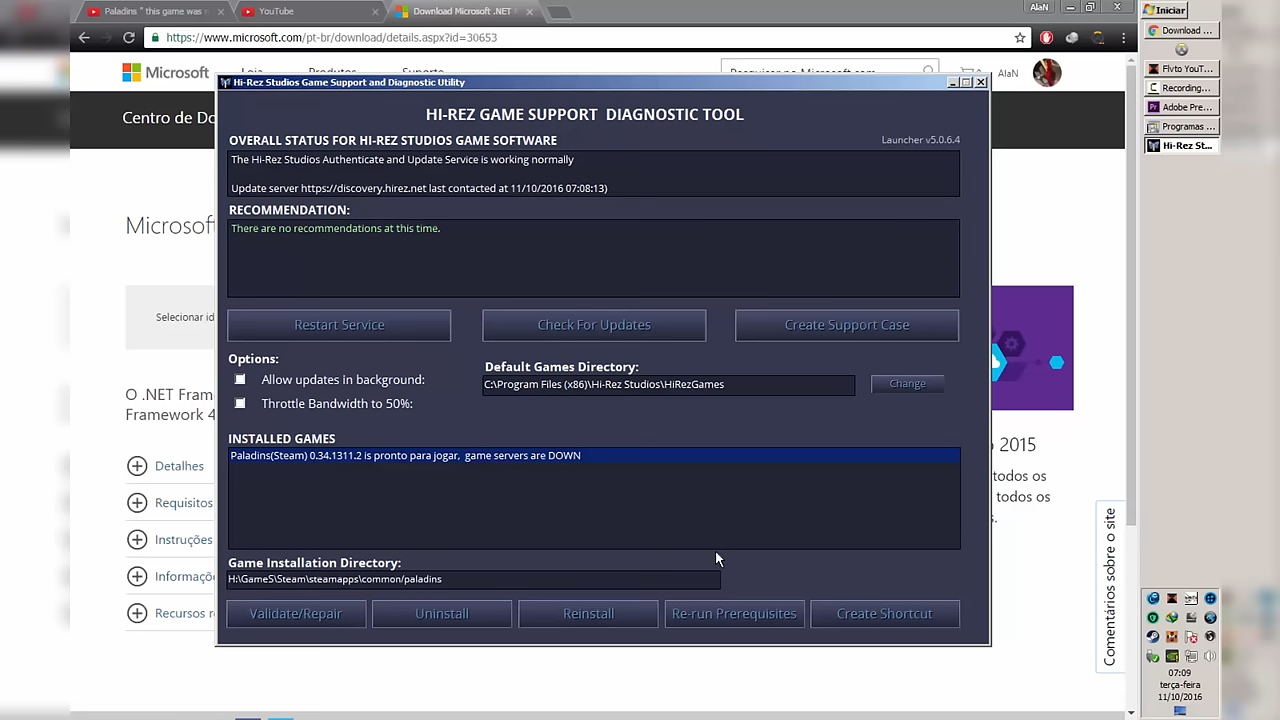 Paladins " this game was n
YouTube
Download Microsoft .NET F
AlaN
https://www.microsoft.com/pt-br/download/details.aspx?id=30653
Microsoft
Loja
Produtos
Suporte
Pesquisar no Microsoft.com
AlaN
Centro de Do
Microsoft
Selecionar id
O .NET Fram
Framework 4
Detalhes
Requisitos
Instruções
Informaçõ
Recursos r
2015
todos os
todos os
s.
Comentários sobre o site
Hi-Rez Studios Game Support and Diagnostic Utility
HI-REZ GAME SUPPORT DIAGNOSTIC TOOL
OVERALL STATUS FOR HI-REZ STUDIOS GAME SOFTWARE
Launcher v5.0.6.4
The Hi-Rez Studios Authenticate and Update Service is working normally
Update server https://discovery.hirez.net last contacted at 11/10/2016 07:08:13)
RECOMMENDATION:
There are no recommendations at this time.
Restart Service
Check For Updates
Create Support Case
Options:
Allow updates in background:
Throttle Bandwidth to 50%:
Default Games Directory:
C:\Program Files (x86)\Hi-Rez Studios\HiRezGames
Change
INSTALLED GAMES
Paladins(Steam) 0.34.1311.2 is pronto para jogar, game servers are DOWN
Game Installation Directory:
H:\GameS\Steam\steamapps\common/paladins
Validate/Repair
Uninstall
Reinstall
Re-run Prerequisites
Create Shortcut
Iniciar
Download ...
Flvto YouT...
Recording...
Adobe Pre...
Programas ...
Hi-Rez St...
07:09
terça-feira
11/10/2016